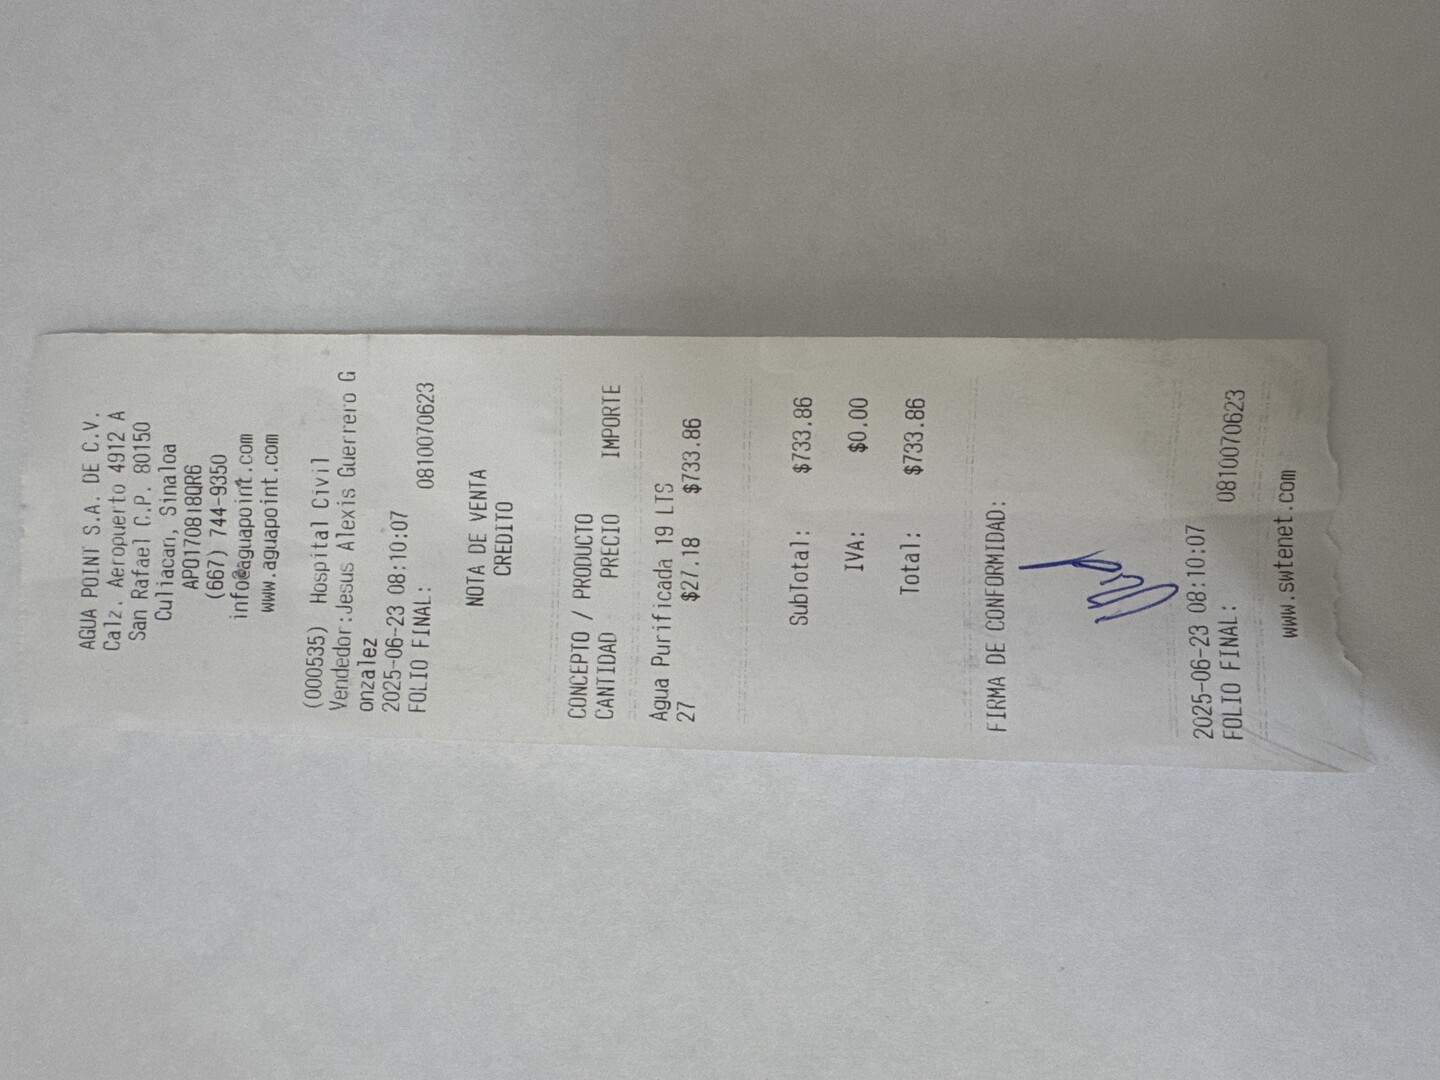 AGUA POINT S.A. DE C.V.
Calz. Aeropuerto 4912 A
San Rafael C.P. 80150
Culiacan, Sinaloa
APO170818QR6
(667) 744-9350
info@aguapoint.com
www.aguapoint.com
(000535) Hospital Civil
Vendedor:Jesus Alexis Guerrero G
onzalez
2025-06-23 08:10:07
FOLIO FINAL: 0810070623
NOTA DE VENTA
CREDITO
CONCEPTO / PRODUCTO
CANTIDAD PRECIO IMPORTE
Agua Purificada 19 LTS
27 $27.18 $733.86
SubTotal: $733.86
IVA: $0.00
Total: $733.86
FIRMA DE CONFORMIDAD:
2025-06-23 08:10:07
FOLIO FINAL: 0810070623
www.swtenet.com